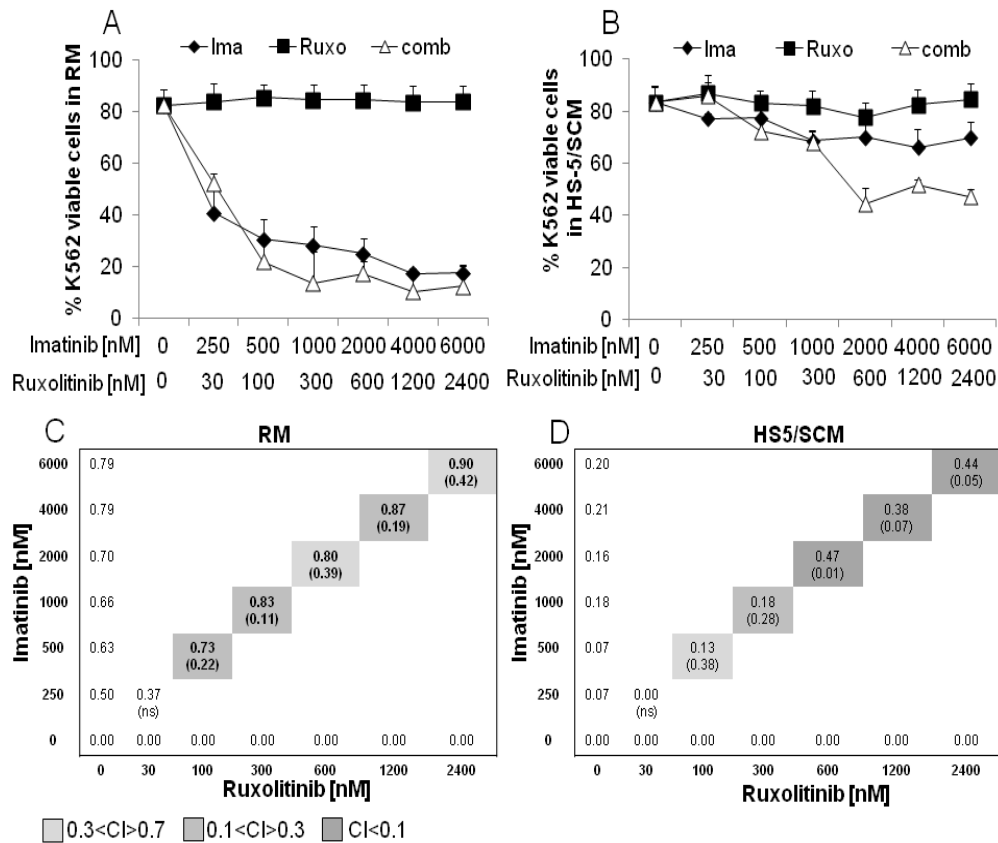 A
Ima Ruxo comb
% K562 viable cells in RM
100
80
60
40
20
0
Imatinib [nM] 0 250 500 1000 2000 4000 6000
Ruxolitinib [nM] 0 30 100 300 600 1200 2400
B
Ima Ruxo comb
% K562 viable cells
in HS-5/SCM
100
80
60
40
20
0
Imatinib [nM] 0 250 500 1000 2000 4000 6000
Ruxolitinib [nM] 0 30 100 300 600 1200 2400
C
RM
Imatinib [nM]
6000 0.79 0.90
(0.42)
4000 0.79 0.87
(0.19)
2000 0.70 0.80
(0.39)
1000 0.66 0.83
(0.11)
500 0.63 0.73
(0.22)
250 0.50 0.37
(ns)
0 0.00 0.00 0.00 0.00 0.00 0.00 0.00
0 30 100 300 600 1200 2400
Ruxolitinib [nM]
D
HS5/SCM
Imatinib [nM]
6000 0.20 0.44
(0.05)
4000 0.21 0.38
(0.07)
2000 0.16 0.47
(0.01)
1000 0.18 0.18
(0.28)
500 0.07 0.13
(0.38)
250 0.07 0.00
(ns)
0 0.00 0.00 0.00 0.00 0.00 0.00 0.00
0 30 100 300 600 1200 2400
Ruxolitinib [nM]
0.3<CI>0.7 0.1<CI>0.3 CI<0.1